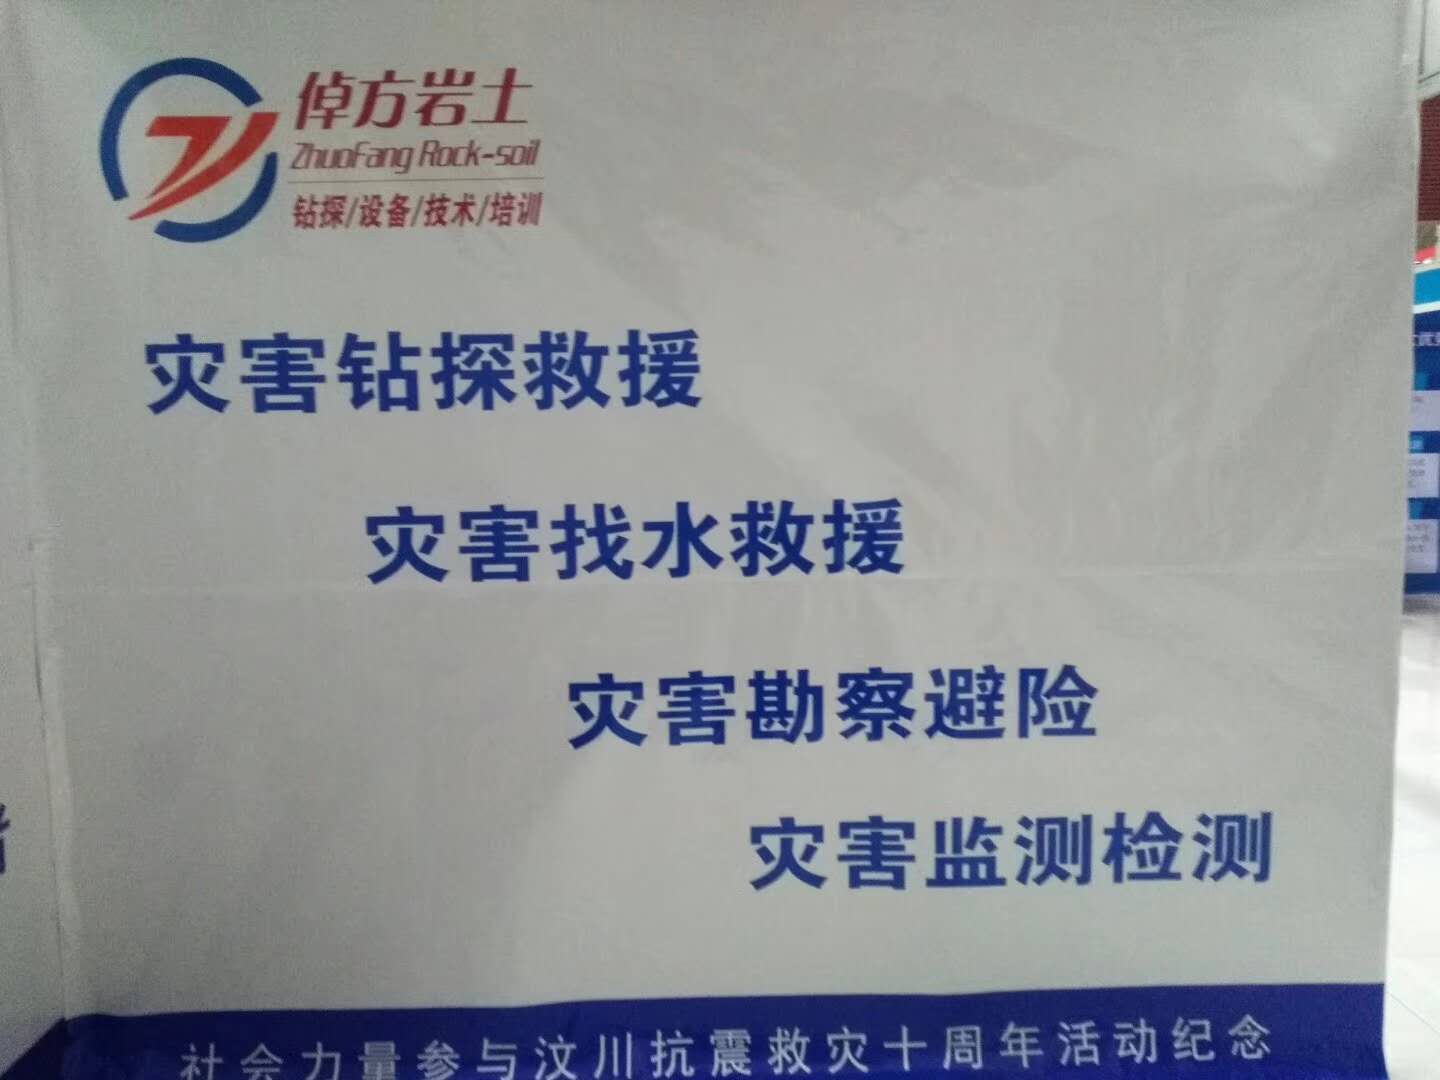 倬方岩土
ZhuoFang Rock-soil
钻探/设备/技术/培训
灾害钻探救援
灾害找水救援
灾害勘察避险
灾害监测检测
社会力量参与汶川抗震救灾十周年活动纪念